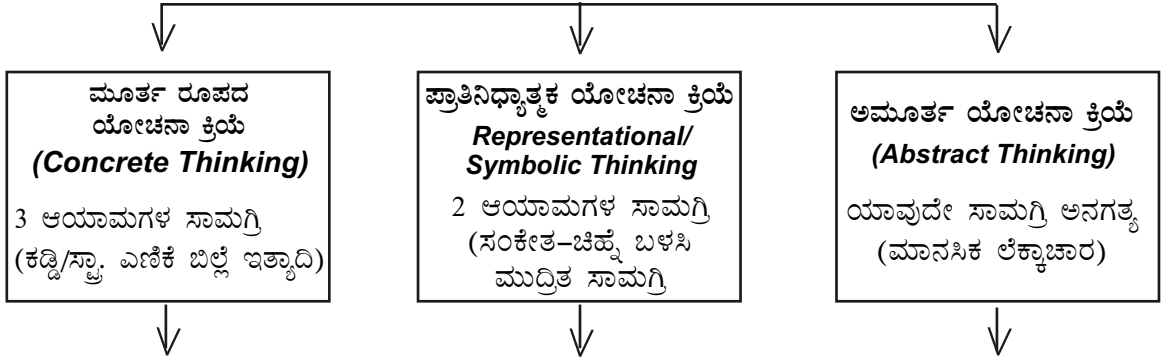 ಮೂರ್ತ ರೂಪದ
ಯೋಚನಾ ಕ್ರಿಯೆ
(Concrete Thinking)
3 ಆಯಾಮಗಳ ಸಾಮಗ್ರಿ
(ಕಡ್ಡಿ/ಸ್ಟ್ರಾ. ಎಣಿಕೆ ಬಿಲ್ಲೆ ಇತ್ಯಾದಿ)
ಪ್ರಾತಿನಿಧ್ಯಾತ್ಮಕ ಯೋಚನಾ ಕ್ರಿಯೆ
Representational/
Symbolic Thinking
2 ಆಯಾಮಗಳ ಸಾಮಗ್ರಿ
(ಸಂಕೇತ–ಚಿಹ್ನೆ ಬಳಸಿ
ಮುದ್ರಿತ ಸಾಮಗ್ರಿ
ಅಮೂರ್ತ ಯೋಚನಾ ಕ್ರಿಯೆ
(Abstract Thinking)
ಯಾವುದೇ ಸಾಮಗ್ರಿ ಅನಗತ್ಯ
(ಮಾನಸಿಕ ಲೆಕ್ಕಾಚಾರ)